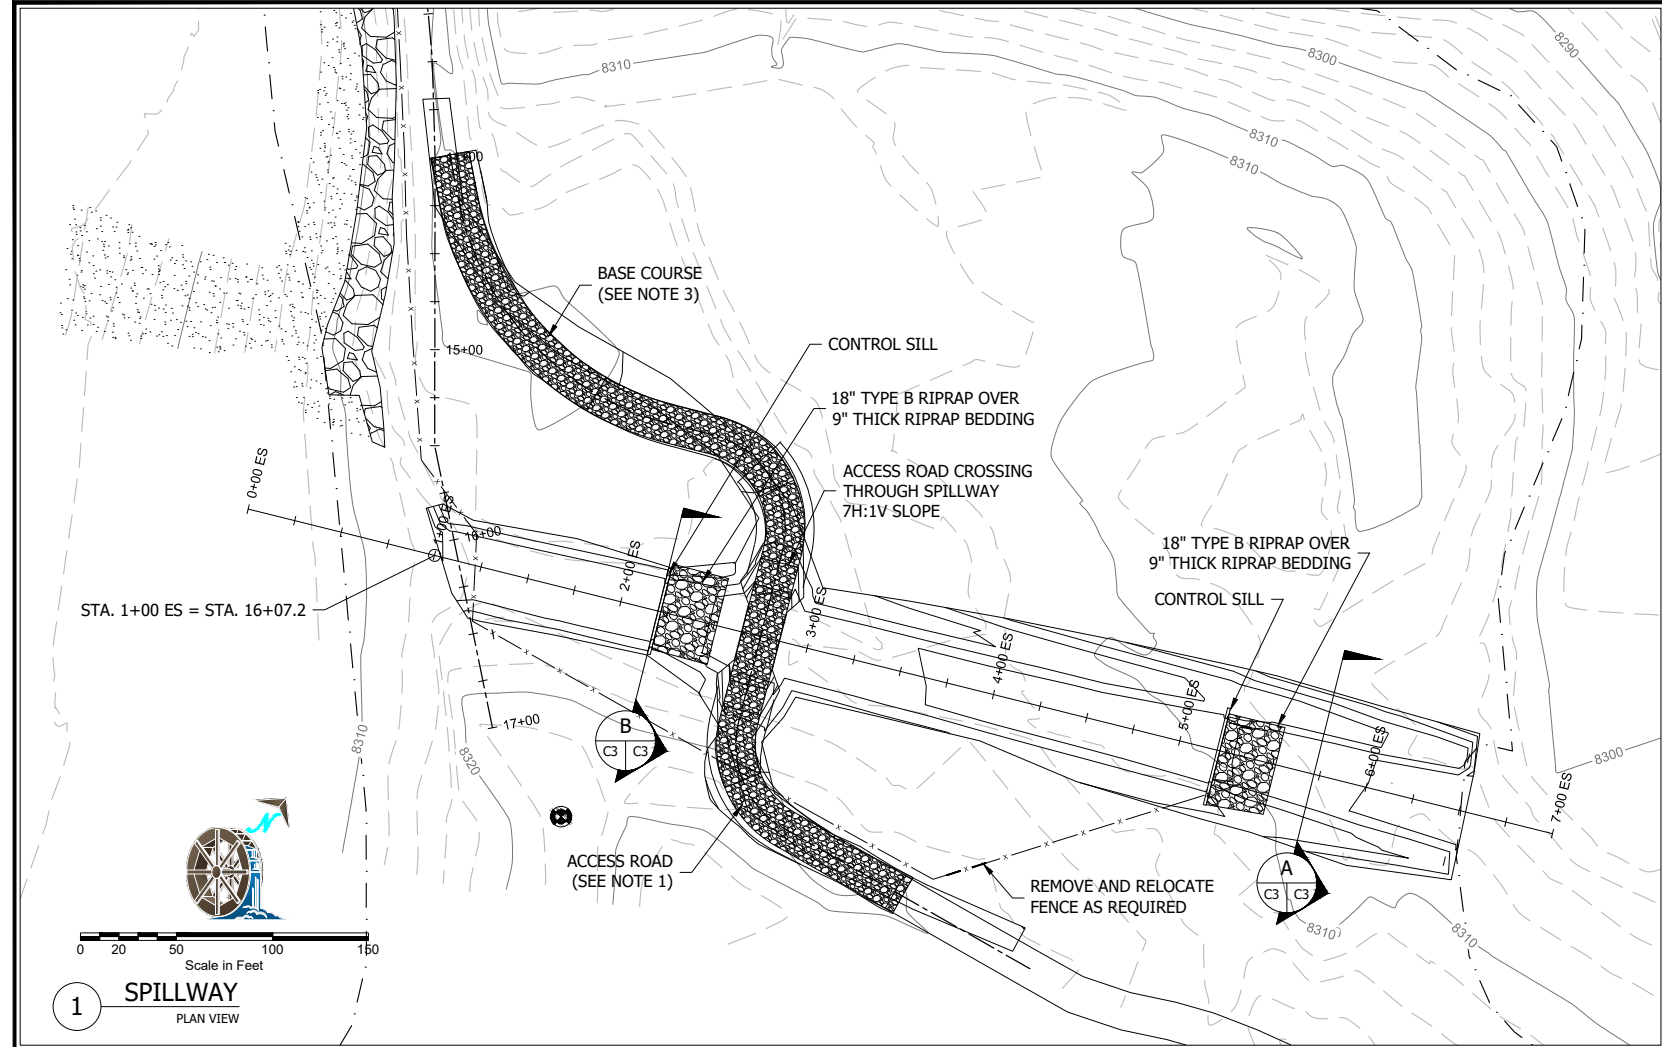 8310
8300
8290
8310
8310
14+00
BASE COURSE
(SEE NOTE 3)
15+00
CONTROL SILL
18" TYPE B RIPRAP OVER
9" THICK RIPRAP BEDDING
0+00 ES
ACCESS ROAD CROSSING
THROUGH SPILLWAY
7H:1V SLOPE
1+00 ES
16+00
2+00 ES
18" TYPE B RIPRAP OVER
9" THICK RIPRAP BEDDING
CONTROL SILL
STA. 1+00 ES = STA. 16+07.2
3+00 ES
4+00 ES
5+00 ES
6+00 ES
7+00 ES
17+00
8310
8320
B
C3 C3
8300
N
ACCESS ROAD
(SEE NOTE 1)
A
C3 C3
REMOVE AND RELOCATE
FENCE AS REQUIRED
8310
8310
0 20 50 100 150
Scale in Feet
1
SPILLWAY
PLAN VIEW